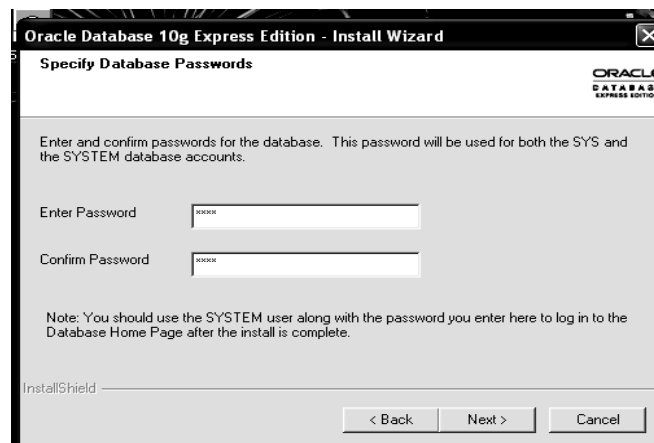 Oracle Database 10g Express Edition - Install Wizard
Specify Database Passwords
ORACLE
DATABAS
EXPRESS EDITIO
Enter and confirm passwords for the database. This password will be used for both the SYS and
the SYSTEM database accounts.
Enter Password
****
Confirm Password
****
Note: You should use the SYSTEM user along with the password you enter here to log in to the
Database Home Page after the install is complete.
InstallShield
< Back
Next >
Cancel